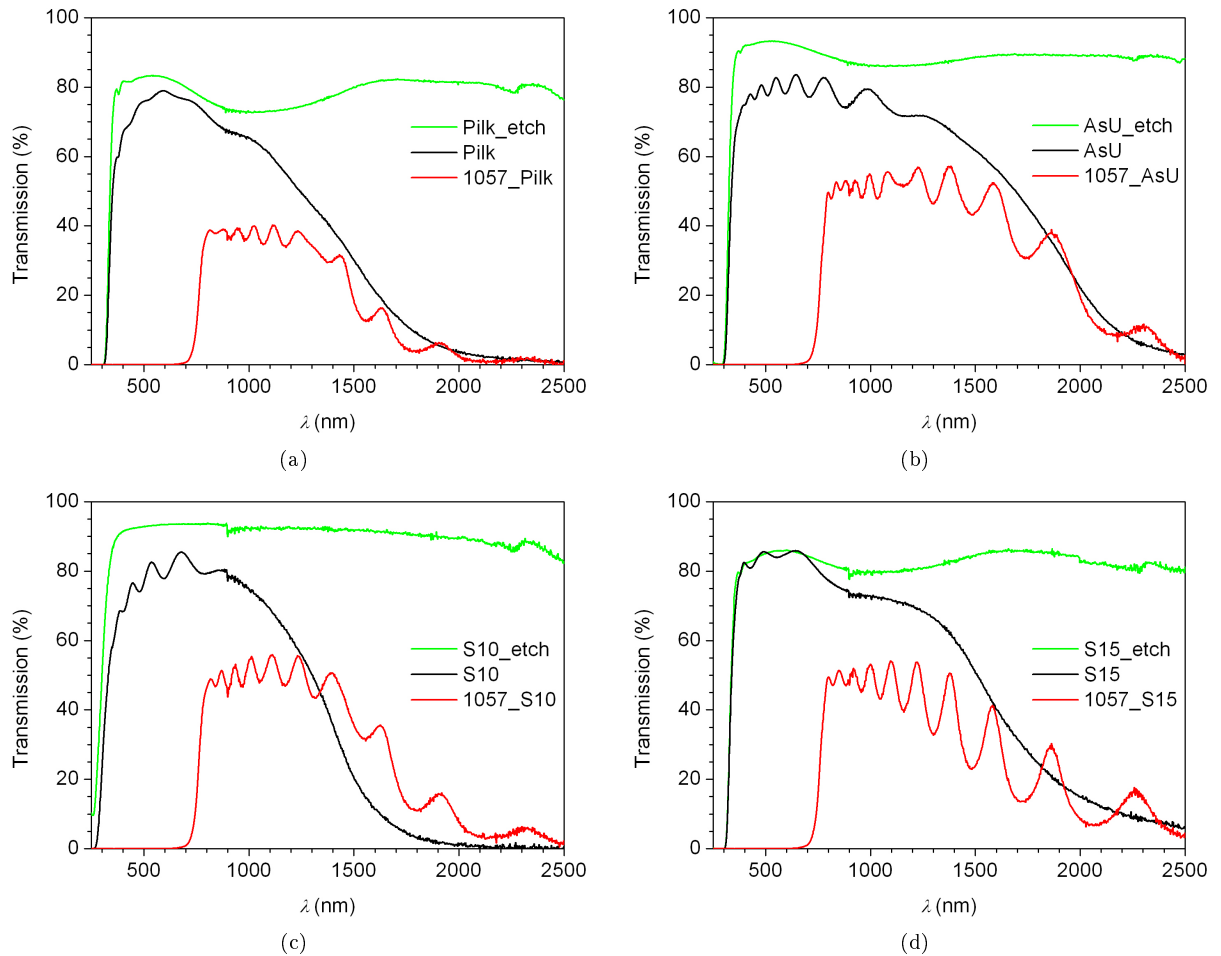 100
80
60
40
20
0
Transmission (%)
Pilk_etch
Pilk
1057_Pilk
500 1000 1500 2000 2500
λ (nm)
(a)
100
80
60
40
20
0
Transmission (%)
AsU_etch
AsU
1057_AsU
500 1000 1500 2000 2500
λ (nm)
(b)
100
80
60
40
20
0
Transmission (%)
S10_etch
S10
1057_S10
500 1000 1500 2000 2500
λ (nm)
(c)
100
80
60
40
20
0
Transmission (%)
S15_etch
S15
1057_S15
500 1000 1500 2000 2500
λ (nm)
(d)